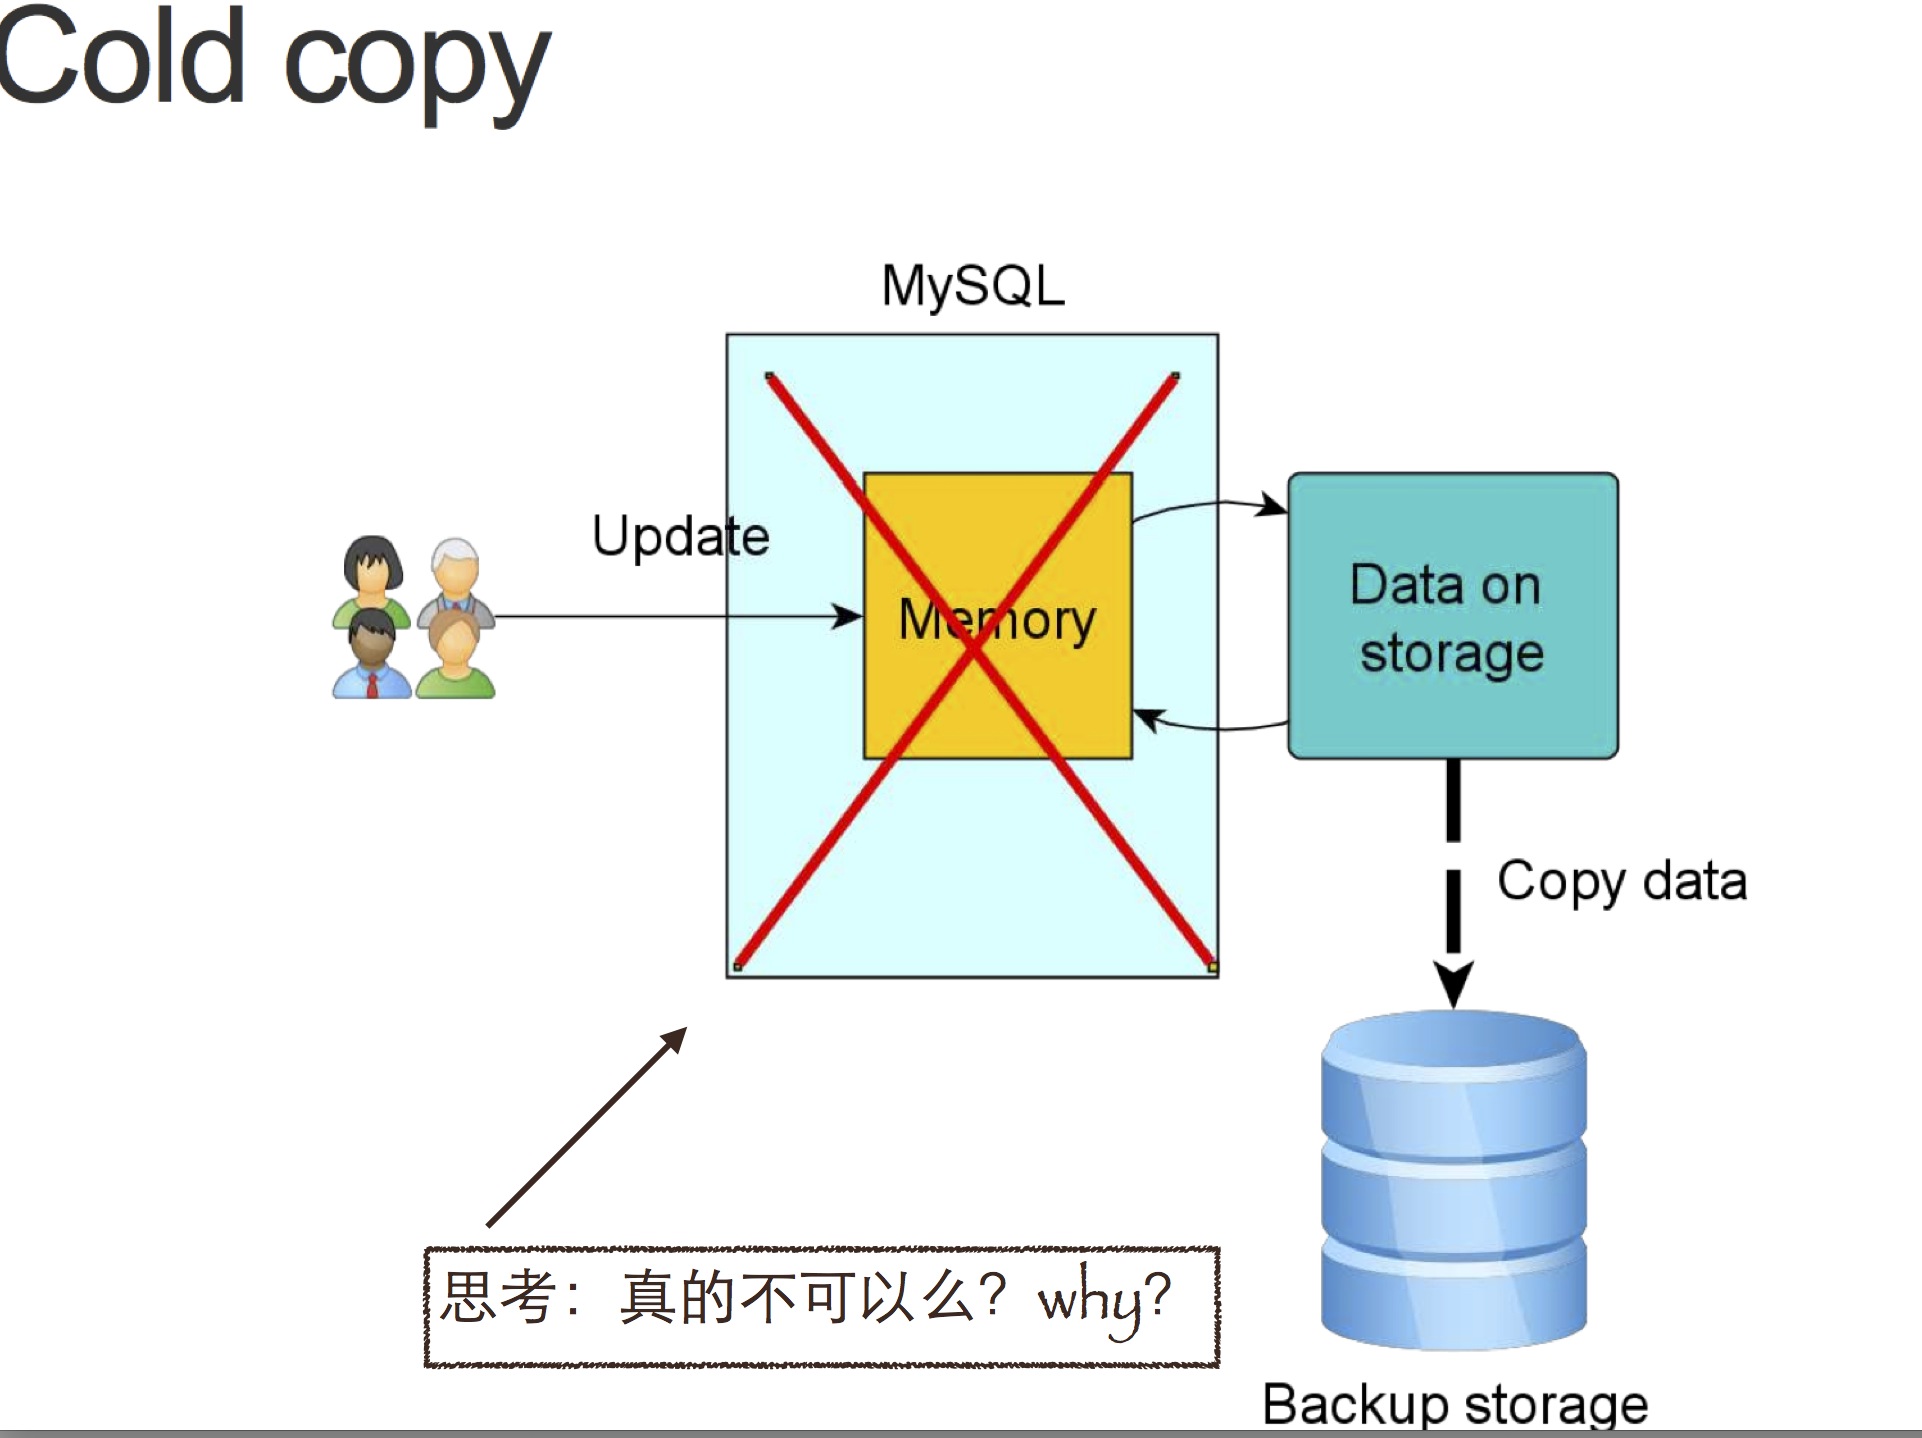 Cold copy
MySQL
Update
Memory
Data on
storage
Copy data
思考：真的不可以么？why?
Backup storage